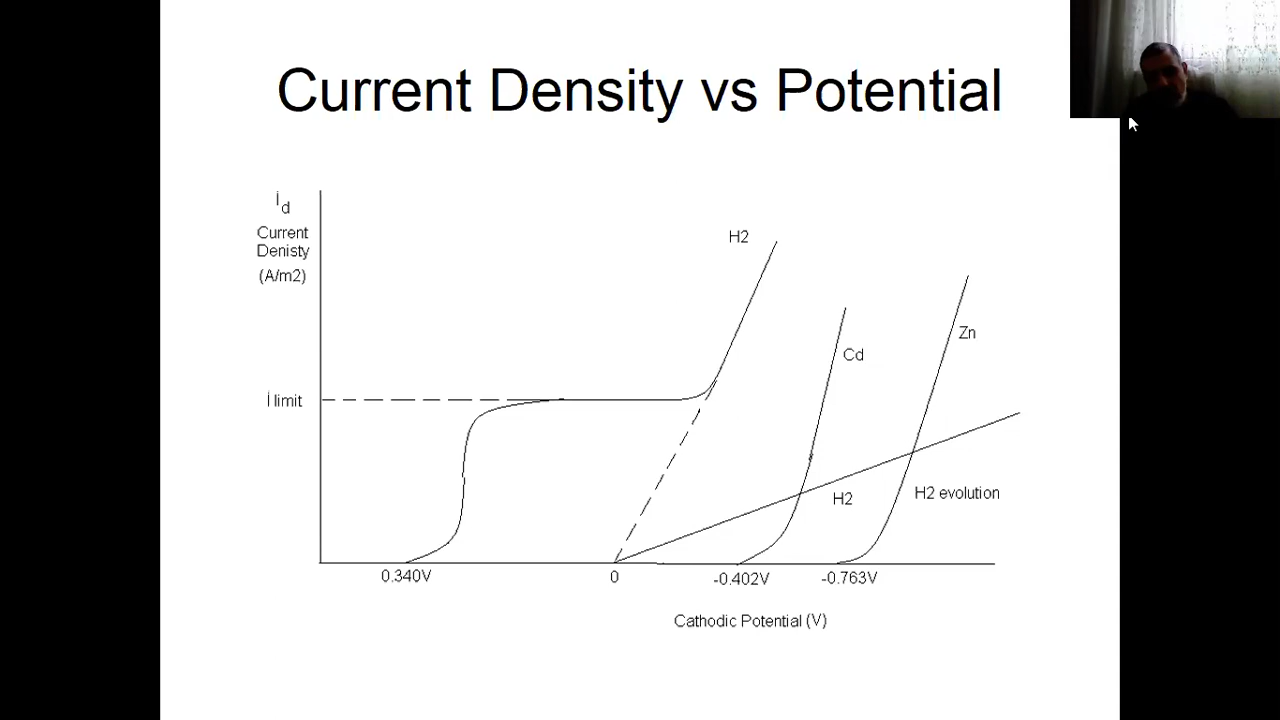 Current Density vs Potential
İd
Current
Denisty
(A/m2)
H2
Zn
Cd
İ limit
H2
H2 evolution
0.340V
0
-0.402V
-0.763V
Cathodic Potential (V)